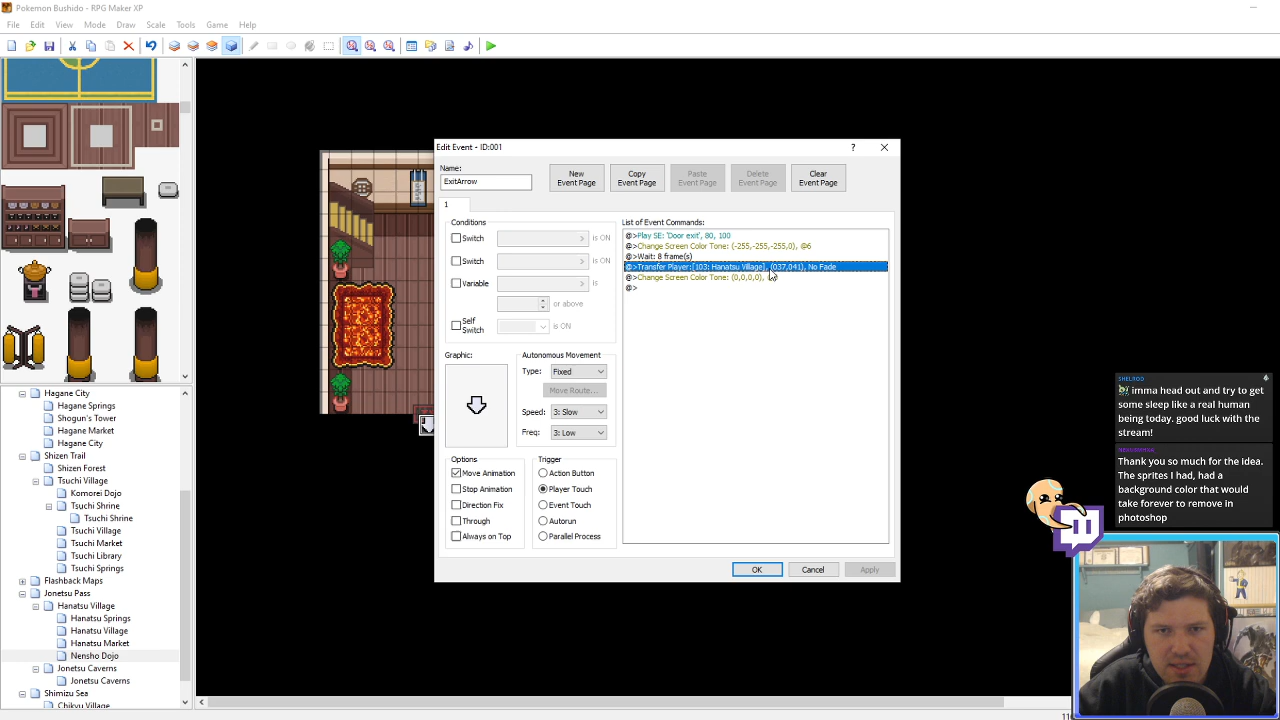 Pokemon Bushido - RPG Maker XP
File Edit View Mode Draw Scale Tools Game Help
Edit Event - ID:001
Name:
ExitArrow
New Event Page
Copy Event Page
Paste Event Page
Delete Event Page
Clear Event Page
1
Conditions
Switch is ON
Switch is ON
Variable is
or above
Self Switch is ON
Graphic:
Autonomous Movement
Type: Fixed
Move Route...
Speed: 3: Slow
Freq: 3: Low
Options
Move Animation
Stop Animation
Direction Fix
Through
Always on Top
Trigger
Action Button
Player Touch
Event Touch
Autorun
Parallel Process
List of Event Commands:
@>Play SE: 'Door exit', 80, 100
@>Change Screen Color Tone: (-255,-255,-255,0), @6
@>Wait: 8 frame(s)
@>Transfer Player:[103: Hanatsu Village], (037,041), No Fade
@>Change Screen Color Tone: (0,0,0,0),
@>
OK
Cancel
Apply
Hagane City
Hagane Springs
Shogun's Tower
Hagane Market
Hagane City
Shizen Trail
Shizen Forest
Tsuchi Village
Komorei Dojo
Tsuchi Shrine
Tsuchi Shrine
Tsuchi Village
Tsuchi Market
Tsuchi Library
Tsuchi Springs
Flashback Maps
Jonetsu Pass
Hanatsu Village
Hanatsu Springs
Hanatsu Village
Hanatsu Market
Nensho Dojo
Jonetsu Caverns
Jonetsu Caverns
Shimizu Sea
Chikyu Village
SHELROD
imma head out and try to get
some sleep like a real human
being today. good luck with the
stream!
Thank you so much for the idea.
The sprites I had, had a
background color that would
take forever to remove in
photoshop